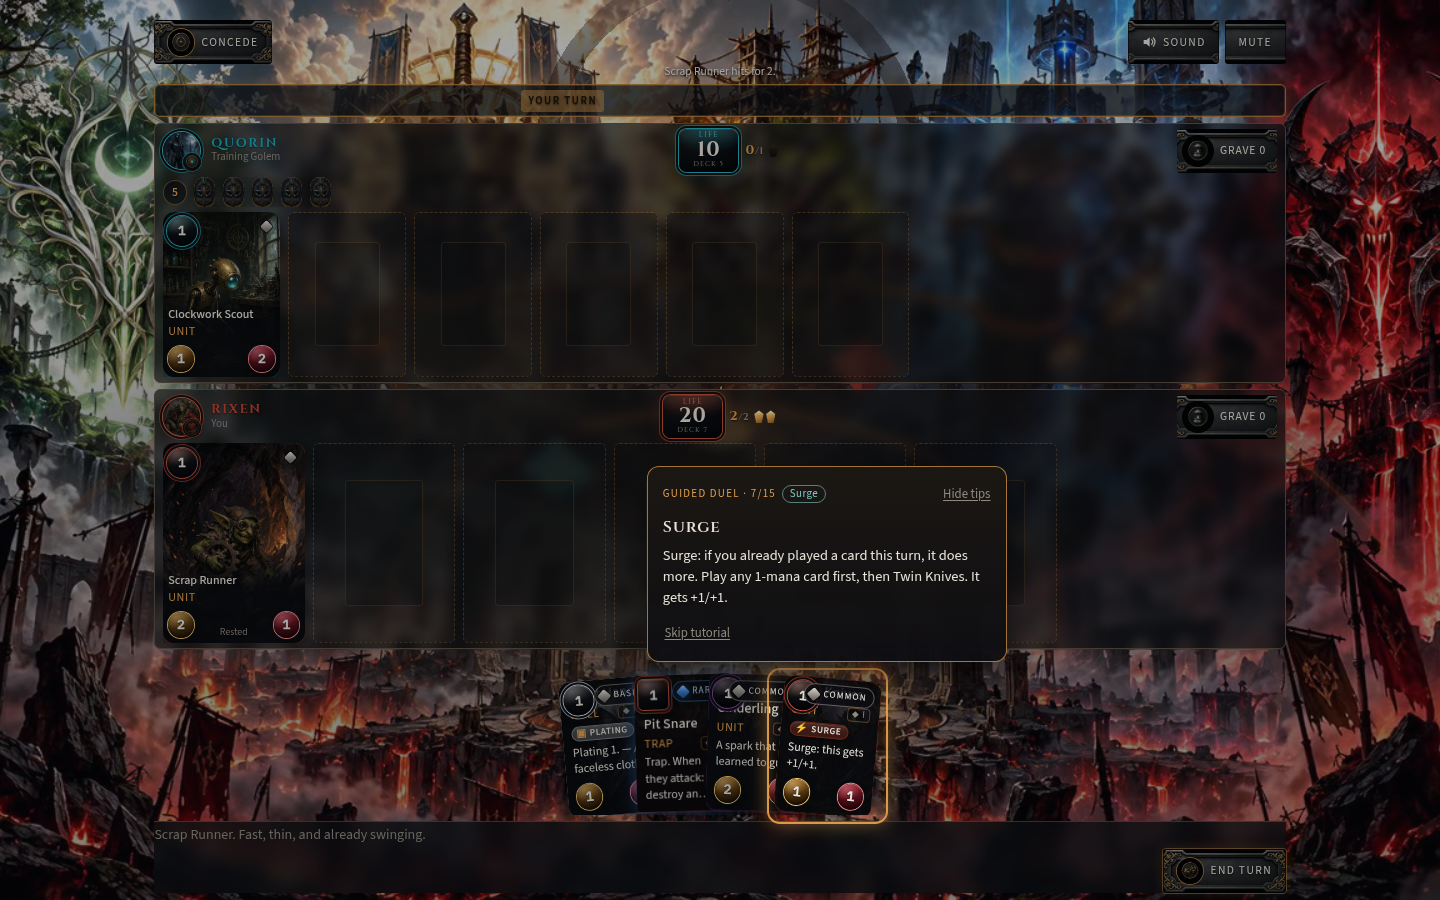 CONCEDE
SOUND
MUTE
Scrap Runner hits for 2.
YOUR TURN
QUORIN
Training Golem
LIFE
10
DECK 5
0/1
GRAVE 0
5
1
Clockwork Scout
UNIT
1
2
RIXEN
You
LIFE
20
DECK 7
2/2
GRAVE 0
1
Scrap Runner
UNIT
2
Rested
1
GUIDED DUEL · 7/15
Surge
Hide tips
SURGE
Surge: if you already played a card this turn, it does
more. Play any 1-mana card first, then Twin Knives. It
gets +1/+1.
Skip tutorial
1
PLATING
Plating 1. —
faceless
1
1
Pit Snare
TRAP
Trap. When
they attack:
destroy an..
1
UNIT
A spark that
learned to
2
1
COMMON
SURGE
Surge: this gets
+1/+1.
1
1
Scrap Runner. Fast, thin, and already swinging.
END TURN